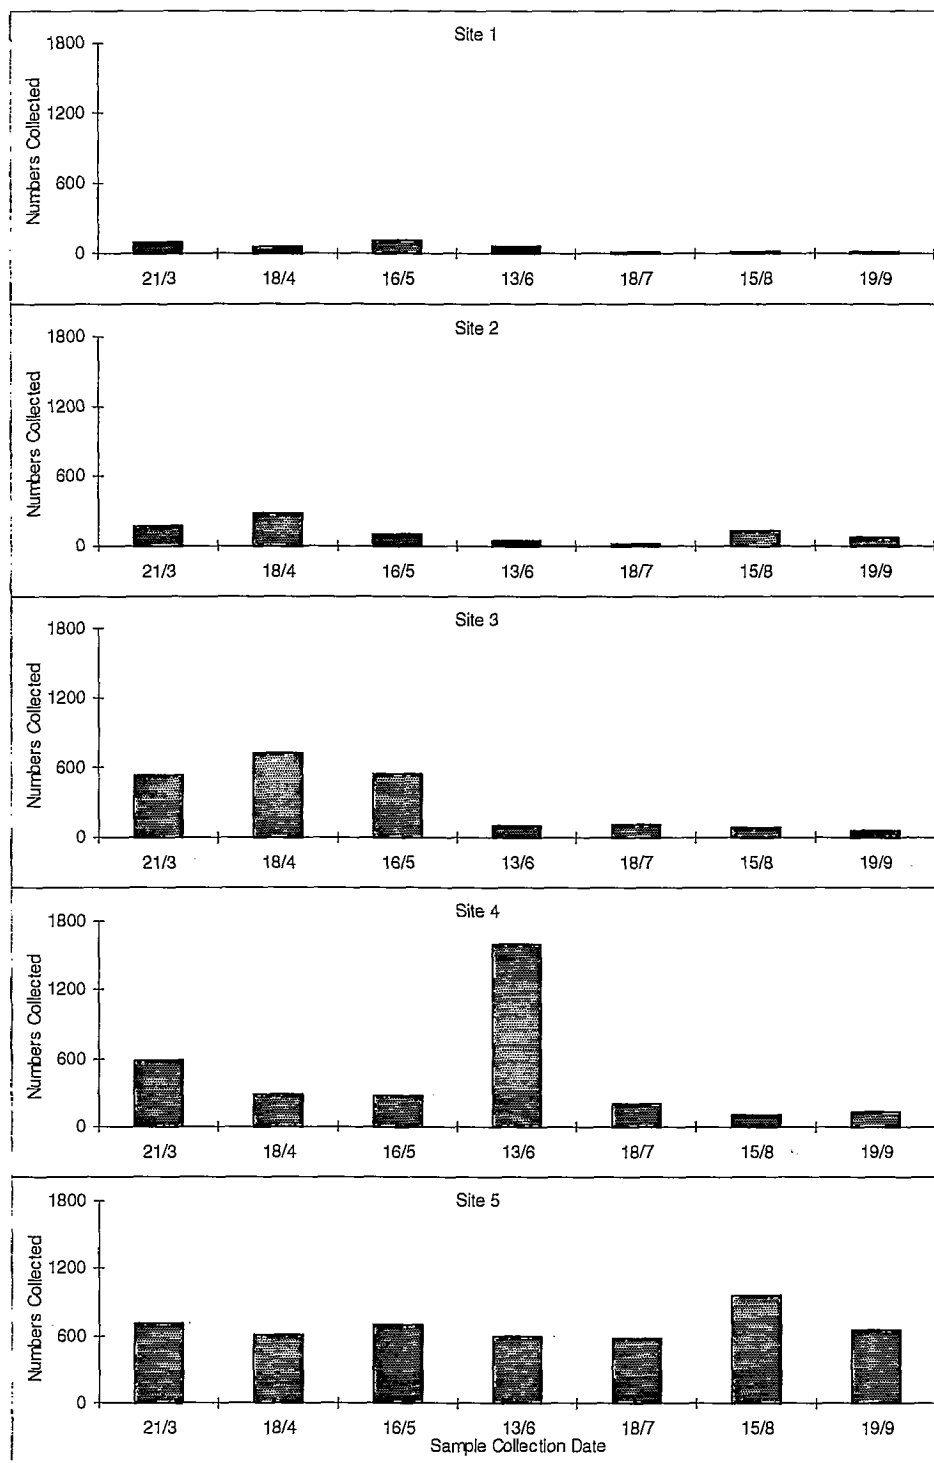 Site 1
Numbers Collected
1800
1200
600
0
21/3 18/4 16/5 13/6 18/7 15/8 19/9
Site 2
Numbers Collected
1800
1200
600
0
21/3 18/4 16/5 13/6 18/7 15/8 19/9
Site 3
Numbers Collected
1800
1200
600
0
21/3 18/4 16/5 13/6 18/7 15/8 19/9
Site 4
Numbers Collected
1800
1200
600
0
21/3 18/4 16/5 13/6 18/7 15/8 19/9
Site 5
Numbers Collected
1800
1200
600
0
21/3 18/4 16/5 13/6 18/7 15/8 19/9
Sample Collection Date